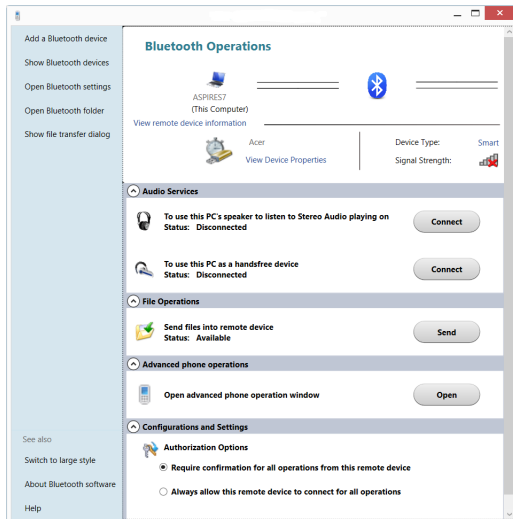 Add a Bluetooth device
Show Bluetooth devices
Open Bluetooth settings
Open Bluetooth folder
Show file transfer dialog
See also
Switch to large style
About Bluetooth software
Help
Bluetooth Operations
ASPIRES7
(This Computer)
View remote device information
Acer
View Device Properties
Device Type: Smart
Signal Strength:
Audio Services
To use this PC's speaker to listen to Stereo Audio playing on
Status: Disconnected
Connect
To use this PC as a handsfree device
Status: Disconnected
Connect
File Operations
Send files into remote device
Status: Available
Send
Advanced phone operations
Open advanced phone operation window
Open
Configurations and Settings
Authorization Options
Require confirmation for all operations from this remote device
Always allow this remote device to connect for all operations